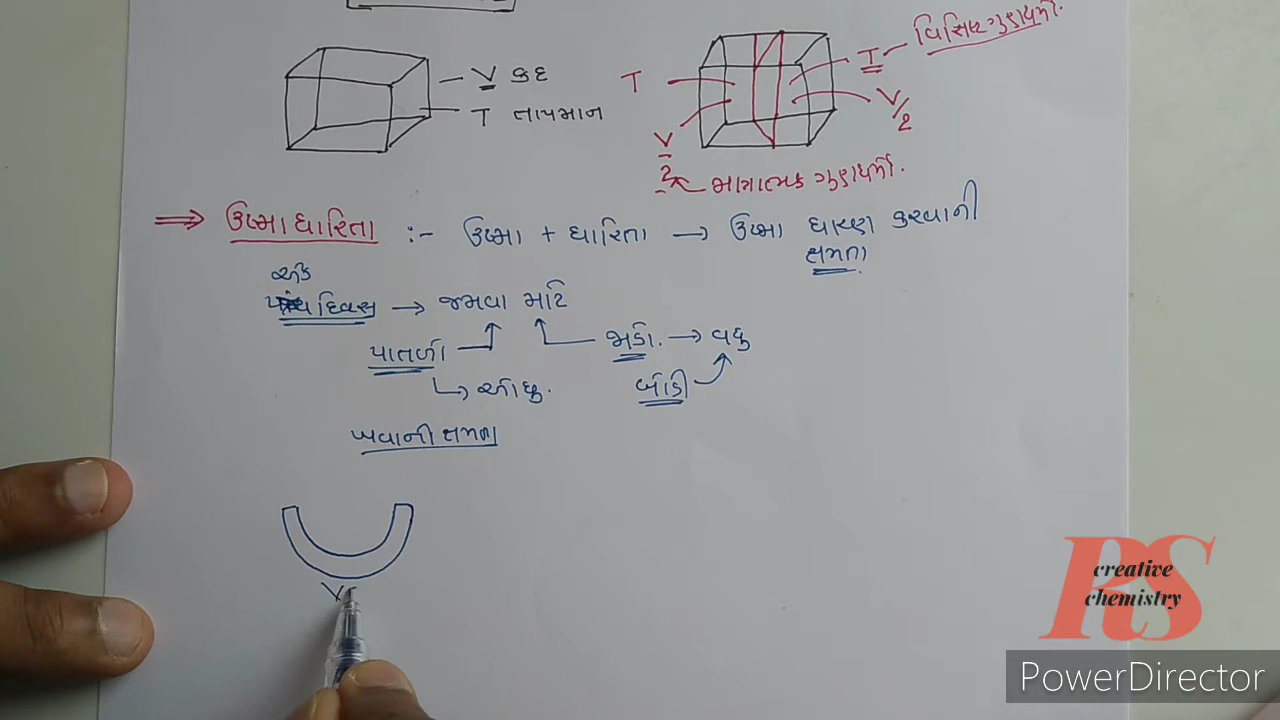 V કદ
T તાપમાન
T
V/2
T વિસિષ્ટ ગુણધર્મો.
V/2
માત્રાત્મક ગુણધર્મો.
⇒ ઉષ્માધારિતા :- ઉષ્મા + ધારિતા → ઉષ્મા ધારણ કરવાની
ક્ષમતા
એક
દિવસ → જમવા માટે
પાતળા જાડા. → વધુ
ઓછુ.
ખાવાની ક્ષમતા
V
RS
creative
chemistry
PowerDirector